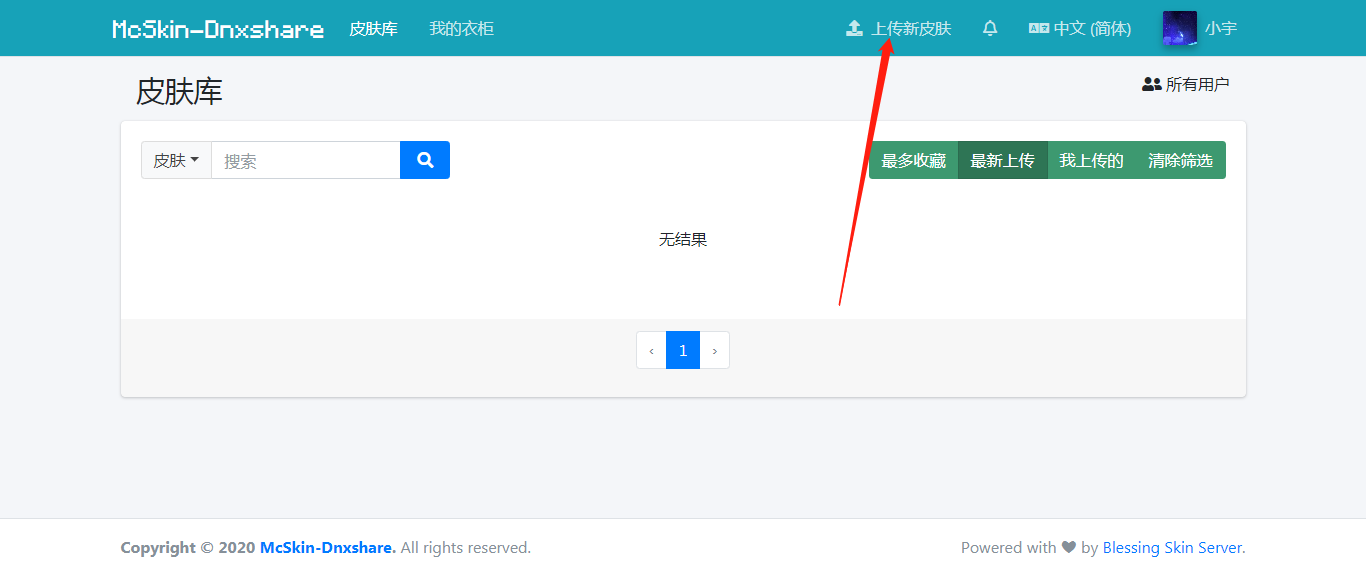 McSkin-Dnxshare 皮肤库 我的衣柜 上传新皮肤 中文 (简体) 小宇
皮肤库 所有用户
皮肤 搜索 最多收藏 最新上传 我上传的 清除筛选
无结果
‹ 1 ›
Copyright © 2020 McSkin-Dnxshare. All rights reserved. Powered with ❤ by Blessing Skin Server.